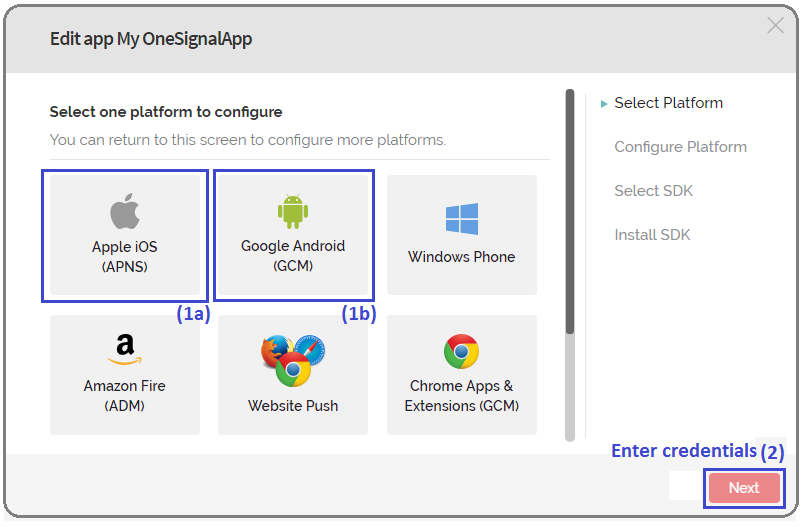 Edit app My OneSignalApp
Select one platform to configure
You can return to this screen to configure more platforms.
Apple iOS
(APNS)
(1a)
Google Android
(GCM)
(1b)
Windows Phone
a
Amazon Fire
(ADM)
Website Push
Chrome Apps &
Extensions (GCM)
Select Platform
Configure Platform
Select SDK
Install SDK
Enter credentials (2)
Next